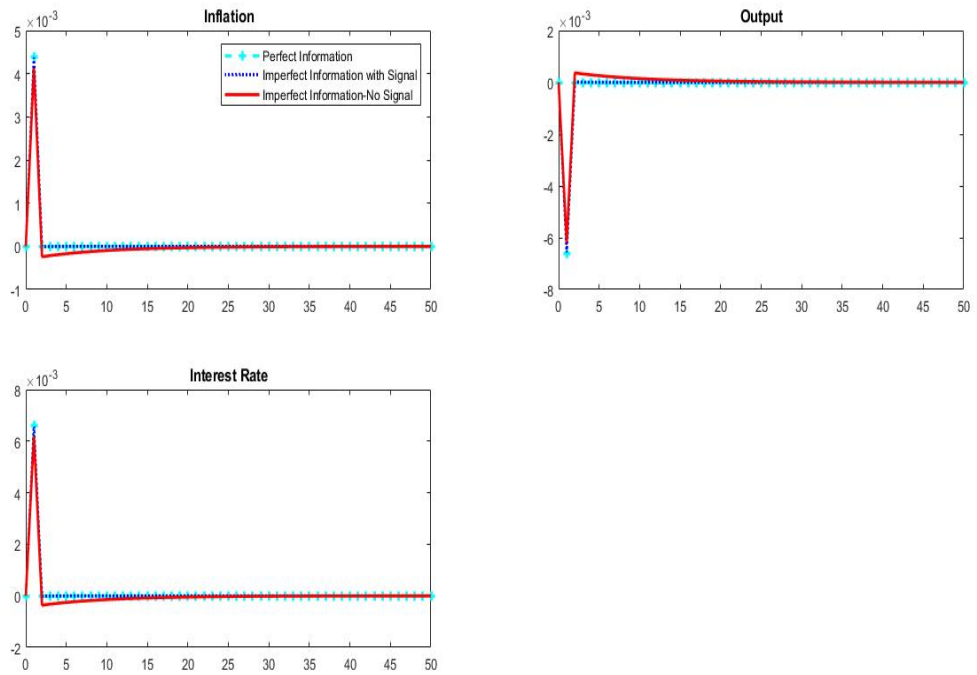 Inflation
×10-3
5
4
3
2
1
0
-1
0 5 10 15 20 25 30 35 40 45 50
Perfect Information
Imperfect Information with Signal
Imperfect Information-No Signal
Output
×10-3
2
0
-2
-4
-6
-8
0 5 10 15 20 25 30 35 40 45 50
Interest Rate
×10-3
8
6
4
2
0
-2
0 5 10 15 20 25 30 35 40 45 50